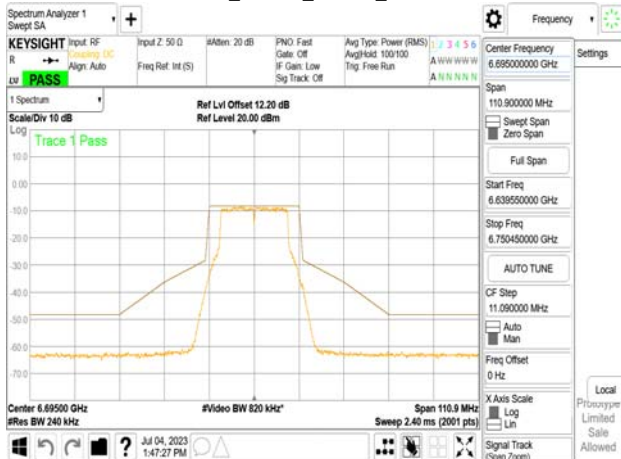 Spectrum Analyzer 1
Swept SA
+
Frequency
KEYSIGHT
Input: RF
Coupling: DC
Align: Auto
Input Z: 50 Ω
Freq Ref: Int (S)
#Atten: 20 dB
PNO: Fast
Gate: Off
IF Gain: Low
Sig Track: Off
Avg Type: Power (RMS)
Avg|Hold: 100/100
Trig: Free Run
1 2 3 4 5 6
A W W W W W
A N N N N N
R
LU
PASS
1 Spectrum
Scale/Div 10 dB
Ref Lvl Offset 12.20 dB
Ref Level 20.00 dBm
Log
Trace 1 Pass
10.0
0.00
-10.0
-20.0
-30.0
-40.0
-50.0
-60.0
-70.0
Center 6.69500 GHz
#Res BW 240 kHz
#Video BW 820 kHz*
Span 110.9 MHz
Sweep 2.40 ms (2001 pts)
Jul 04, 2023
1:47:27 PM
?
Center Frequency
6.695000000 GHz
Settings
Span
110.900000 MHz
Swept Span
Zero Span
Full Span
Start Freq
6.639550000 GHz
Stop Freq
6.750450000 GHz
AUTO TUNE
CF Step
11.090000 MHz
Auto
Man
Freq Offset
0 Hz
X Axis Scale
Log
Lin
Signal Track
(Span Zoom)
Local
Prototype
Limited
Sale
Allowed